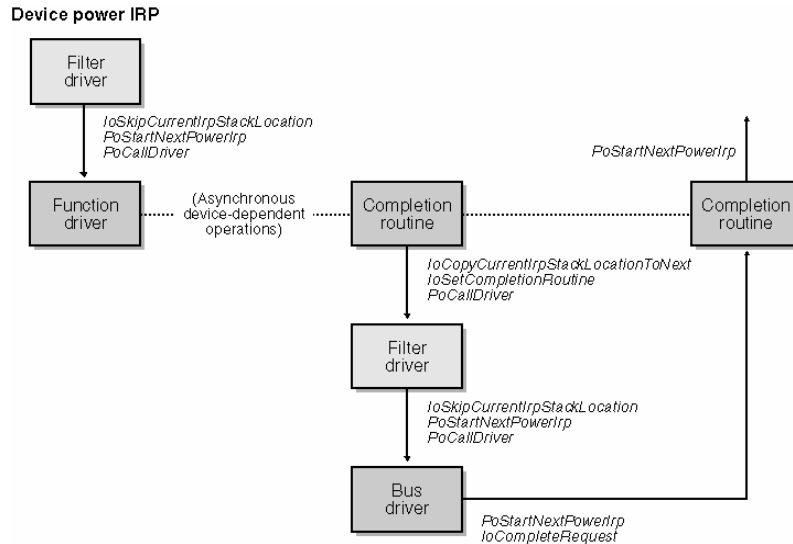 Device power IRP
Filter
driver
IoSkipCurrentIrpStackLocation
PoStartNextPowerIrp
PoCallDriver
PoStartNextPowerIrp
Function
driver
(Asynchronous
device-dependent
operations)
Completion
routine
Completion
routine
IoCopyCurrentIrpStackLocationToNext
IoSetCompletionRoutine
PoCallDriver
Filter
driver
IoSkipCurrentIrpStackLocation
PoStartNextPowerIrp
PoCallDriver
Bus
driver
PoStartNextPowerIrp
IoCompleteRequest